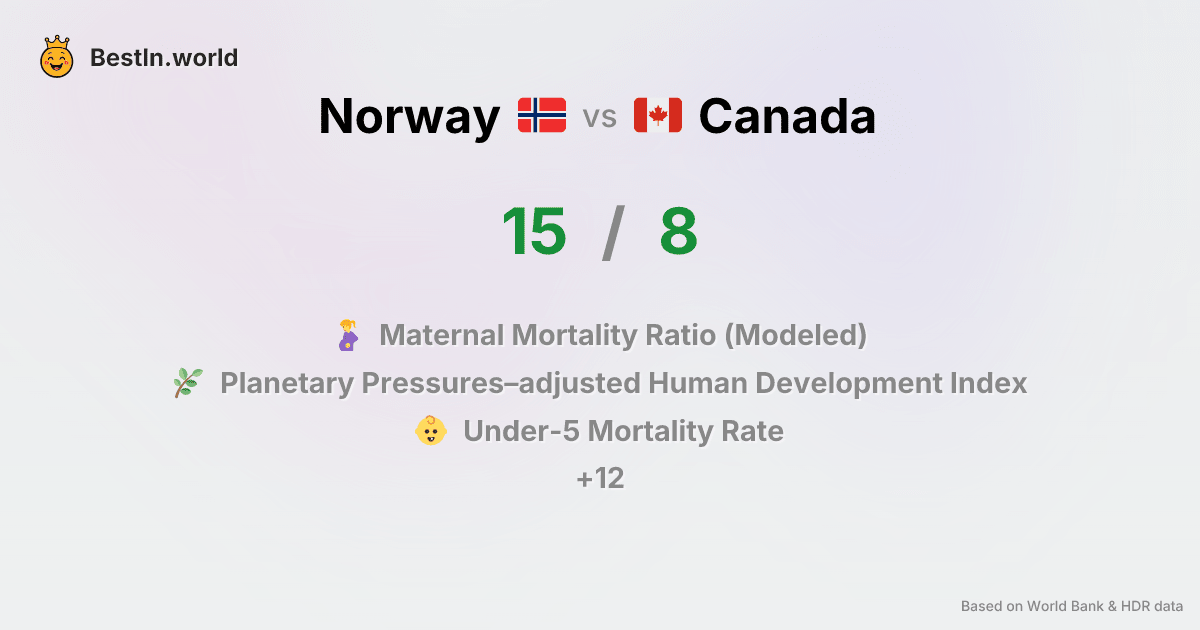 BestIn.world
Norway vs Canada
15 / 8
Maternal Mortality Ratio (Modeled)
Planetary Pressures–adjusted Human Development Index
Under-5 Mortality Rate
+12
Based on World Bank & HDR data